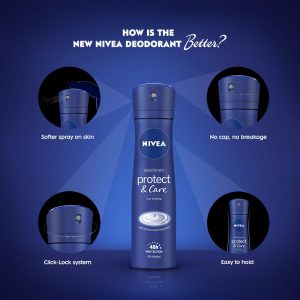 HOW IS THE
NEW NIVEA DEODORANT Better?
Softer spray on skin
No cap, no breakage
NIVEA
deodorant
protect
& Care
48h
PROTECTION
Click-Lock system
NIVEA
protect
& Care
Easy to hold